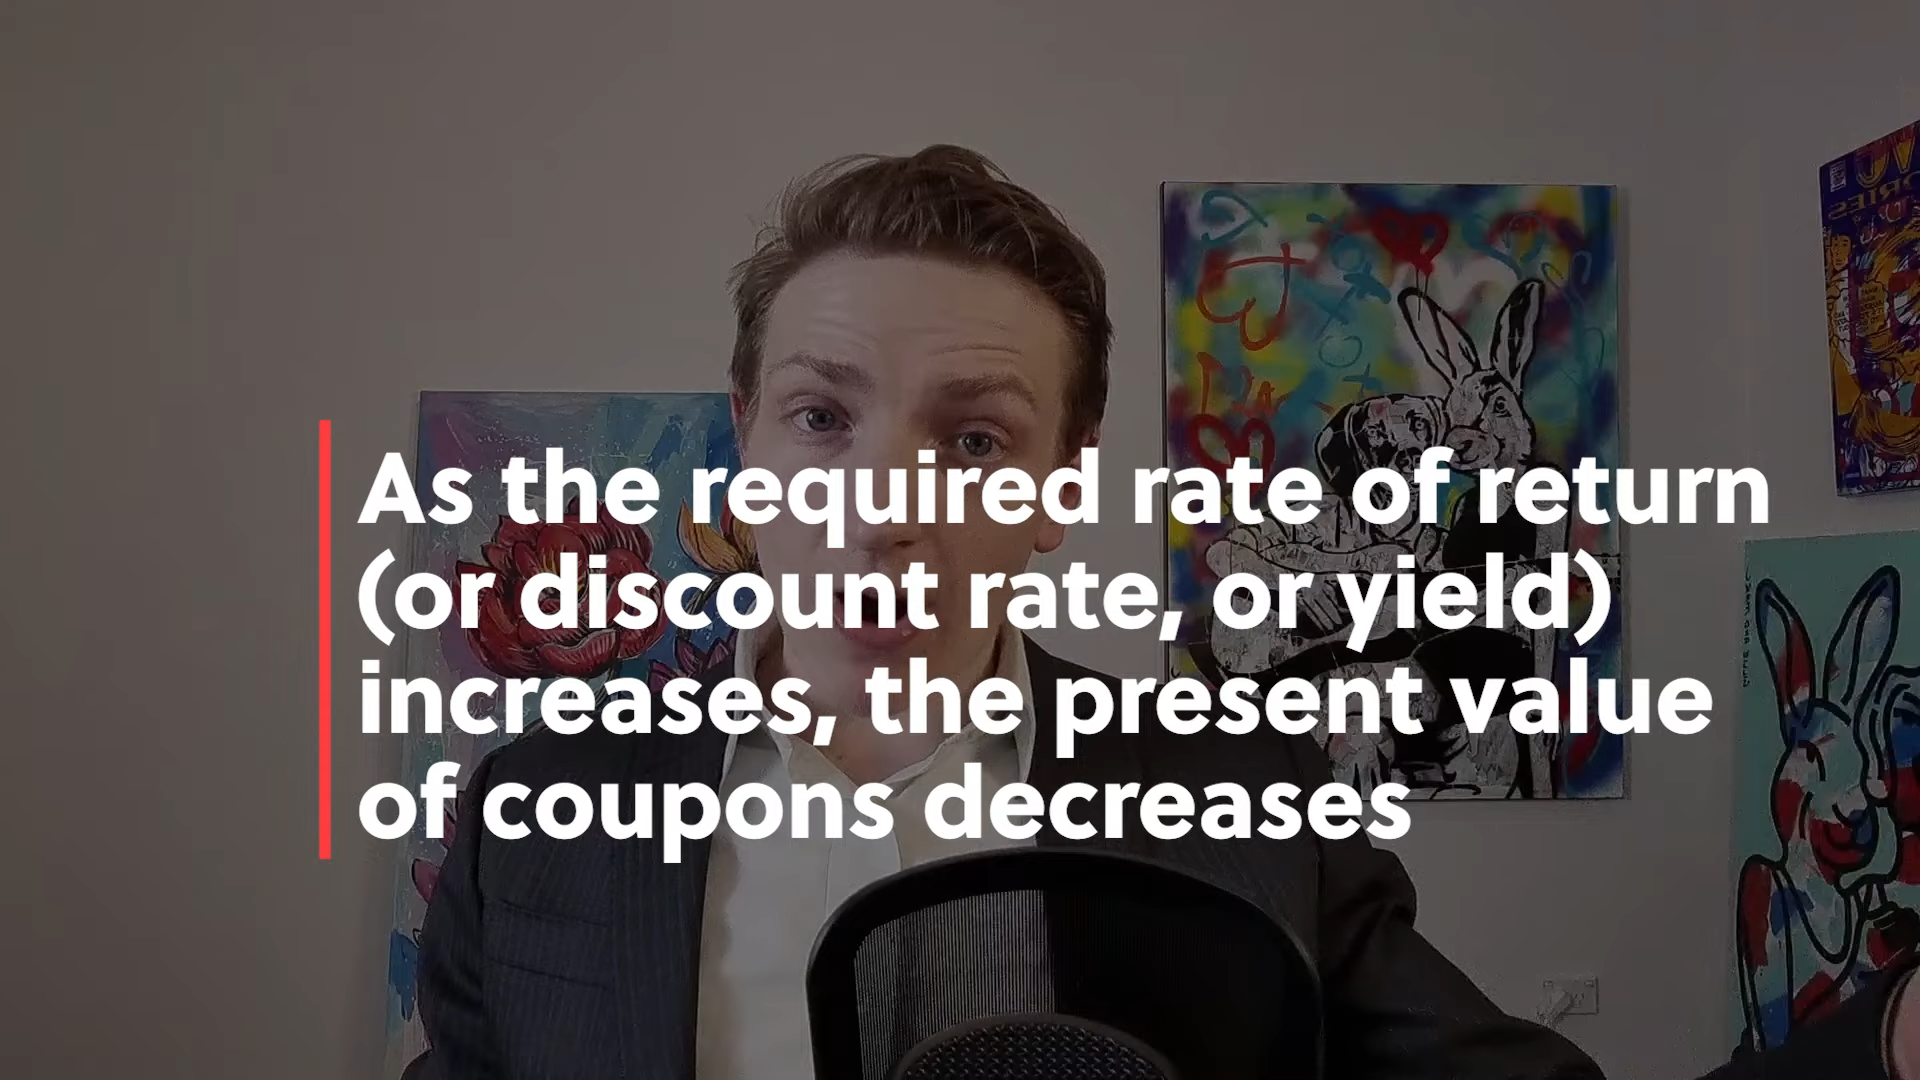 As the required rate of return
(or discount rate, or yield)
increases, the present value
of coupons decreases